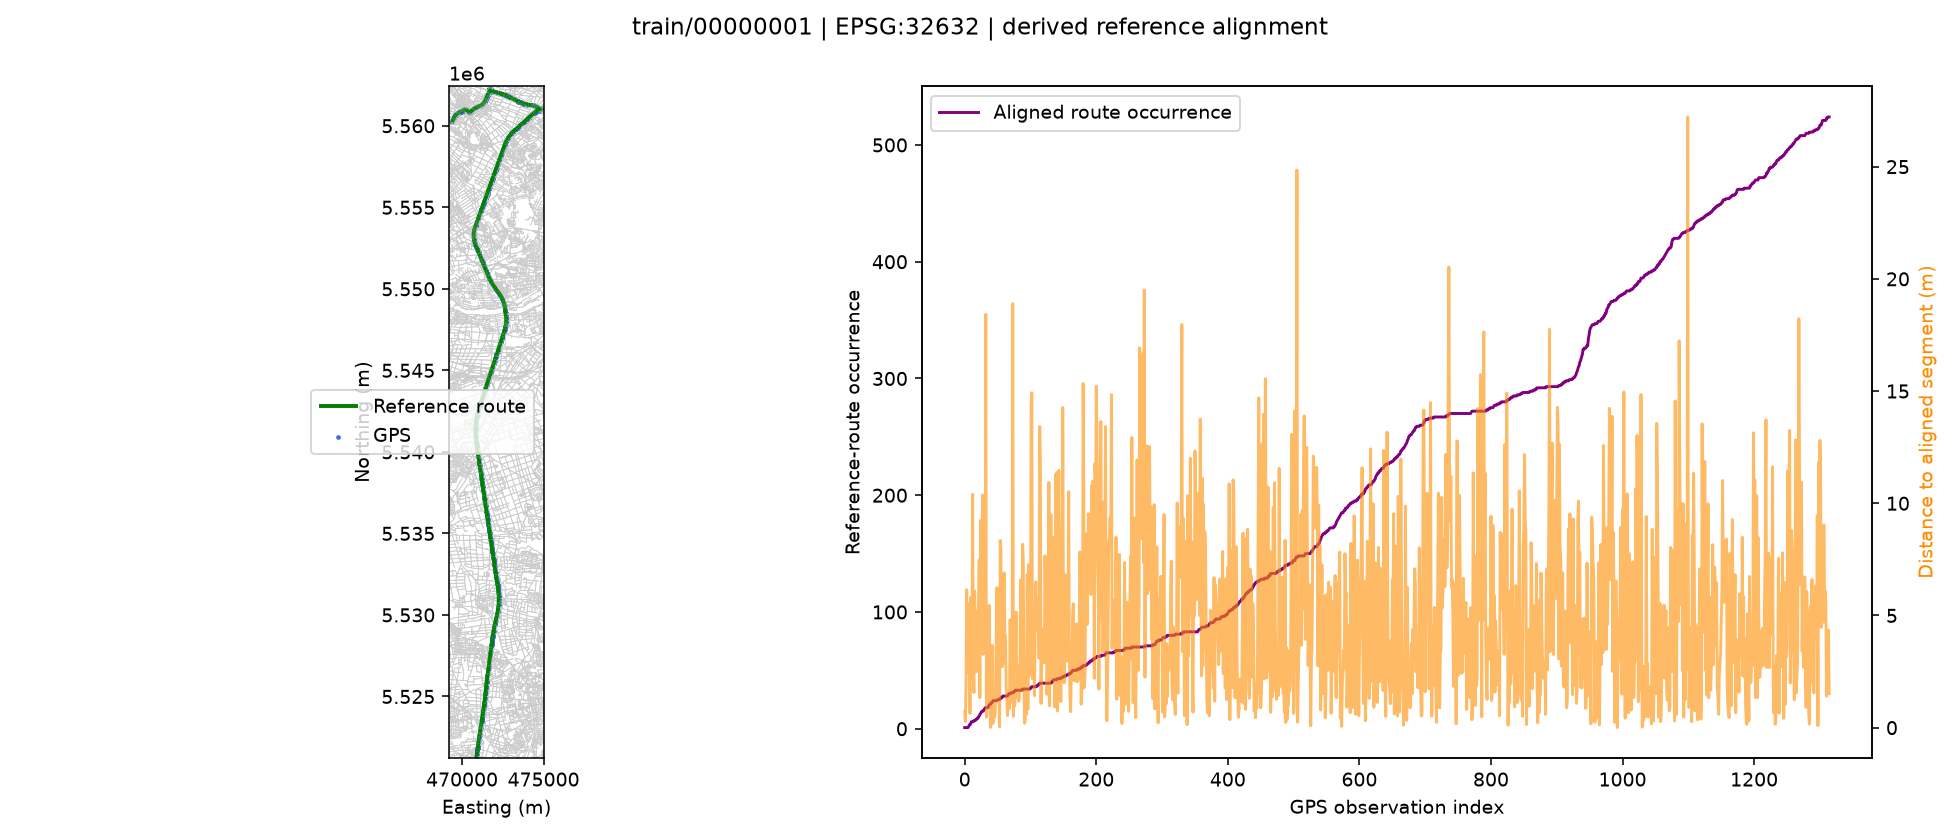 train/00000001 | EPSG:32632 | derived reference alignment
1e6
5.560
5.555
5.550
5.545
5.540
5.535
5.530
5.525
Northing (m)
Reference route
GPS
470000 475000
Easting (m)
Aligned route occurrence
500
400
300
200
100
0
Reference-route occurrence
0 200 400 600 800 1000 1200
GPS observation index
25
20
15
10
5
0
Distance to aligned segment (m)